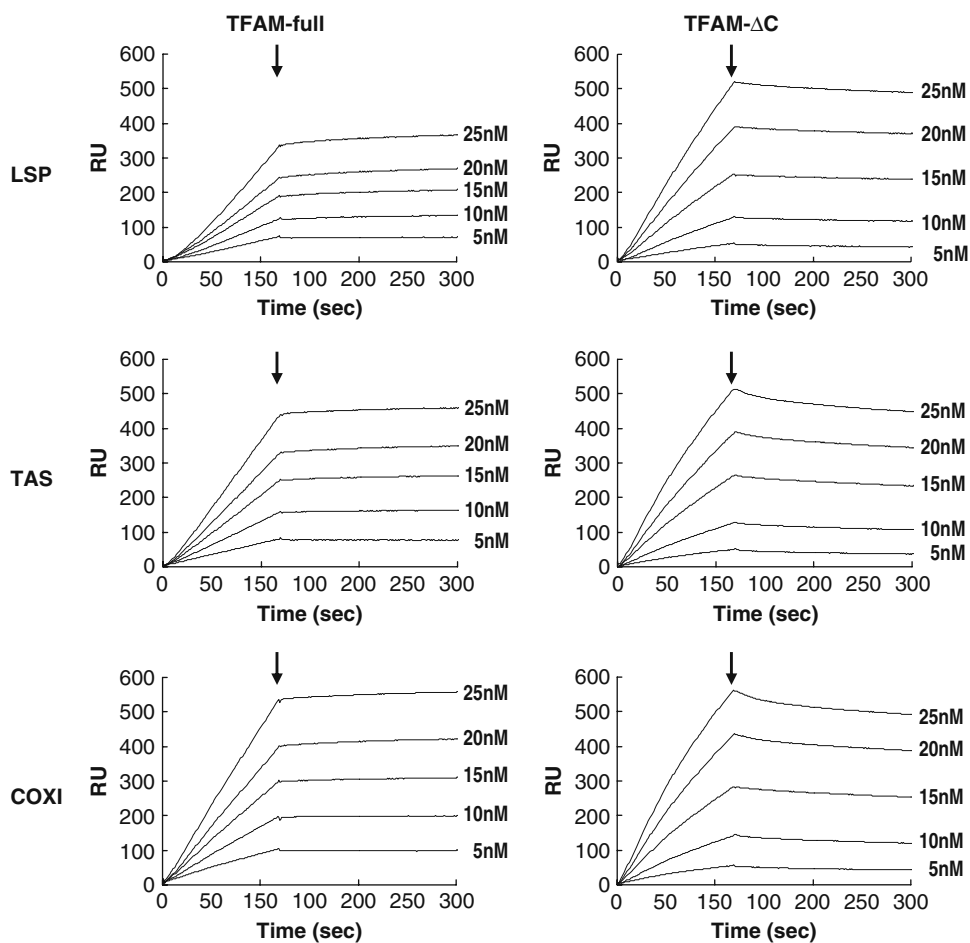 TFAM-full
TFAM-ΔC
LSP
RU
600
500
400
300
200
100
0
25nM
20nM
15nM
10nM
5nM
0 50 100 150 100 200 250 300
Time (sec)
RU
600
500
400
300
200
100
0
25nM
20nM
15nM
10nM
5nM
0 50 100 150 100 200 250 300
Time (sec)
TAS
RU
600
500
400
300
200
100
0
25nM
20nM
15nM
10nM
5nM
0 50 150 100 200 250 300
Time (sec)
RU
600
500
400
300
200
100
0
25nM
20nM
15nM
10nM
5nM
0 50 150 100 200 300
Time (sec)
COXI
RU
600
500
400
300
200
100
0
25nM
20nM
15nM
10nM
5nM
0 50 150 100 200 250 300
Time (sec)
RU
600
500
400
300
200
100
0
25nM
20nM
15nM
10nM
5nM
0 50 150 100 200 250 300
Time (sec)